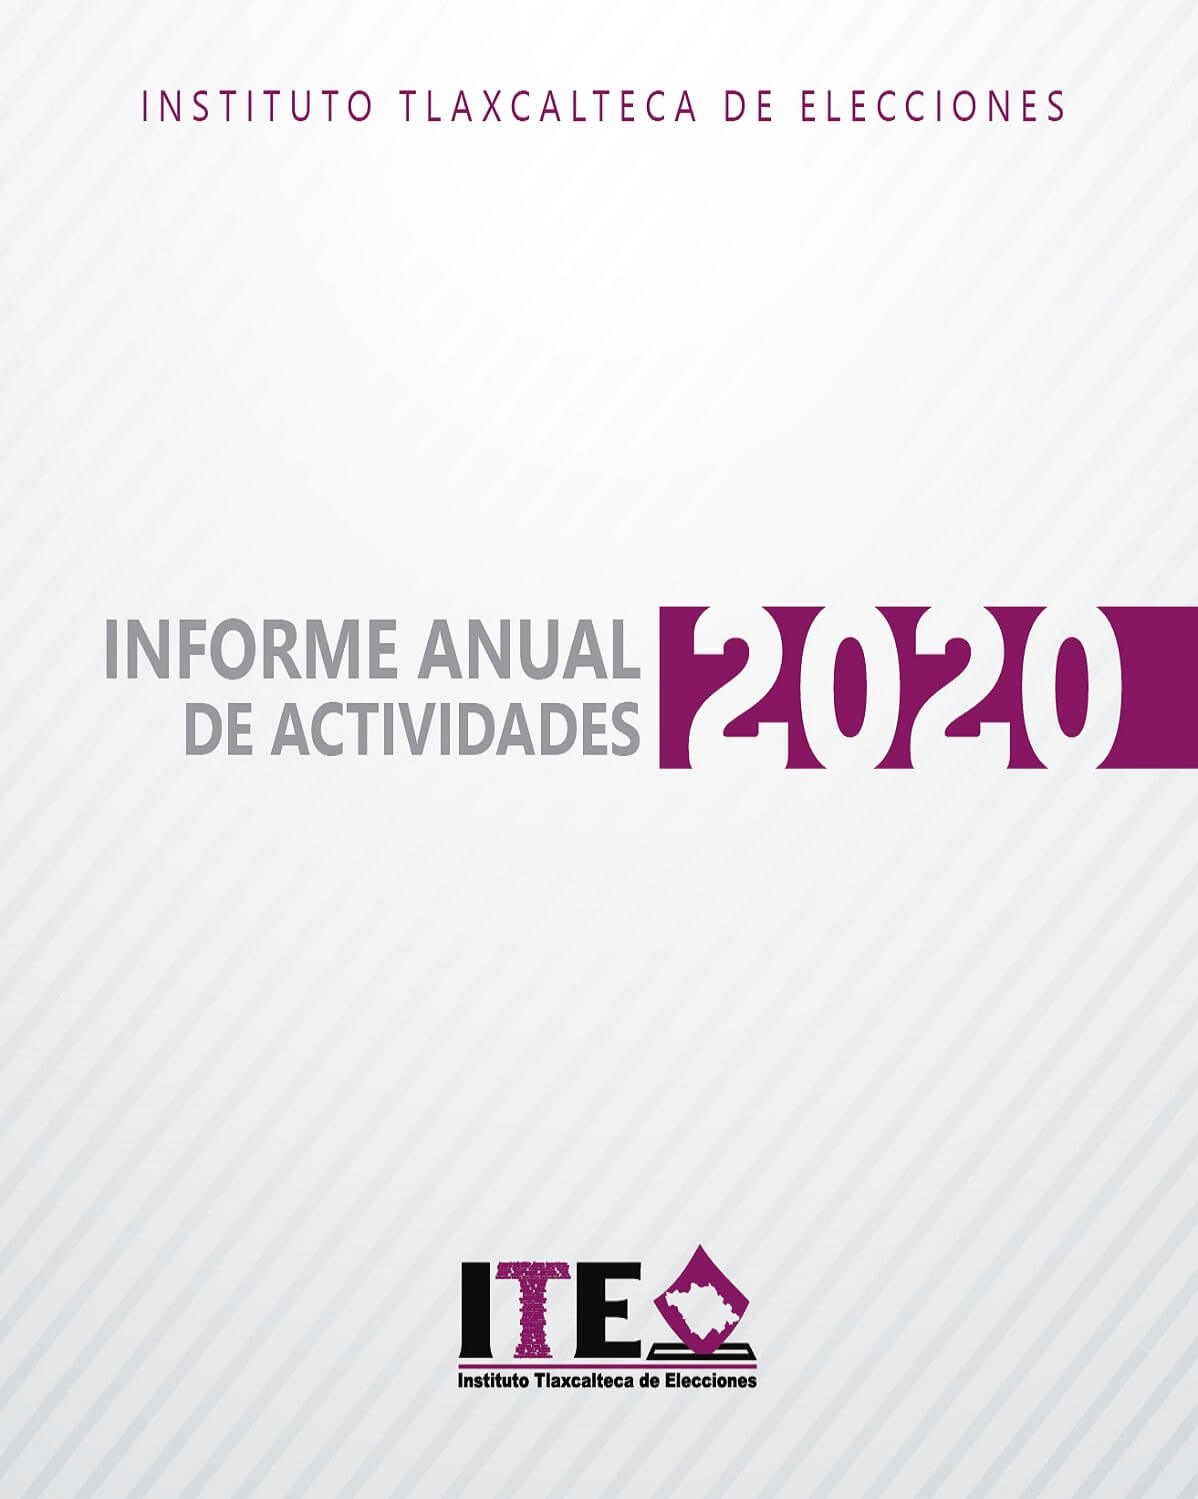 INSTITUTO TLAXCALTECA DE ELECCIONES
INFORME ANUAL
DE ACTIVIDADES
2020
ITE
Instituto Tlaxcalteca de Elecciones